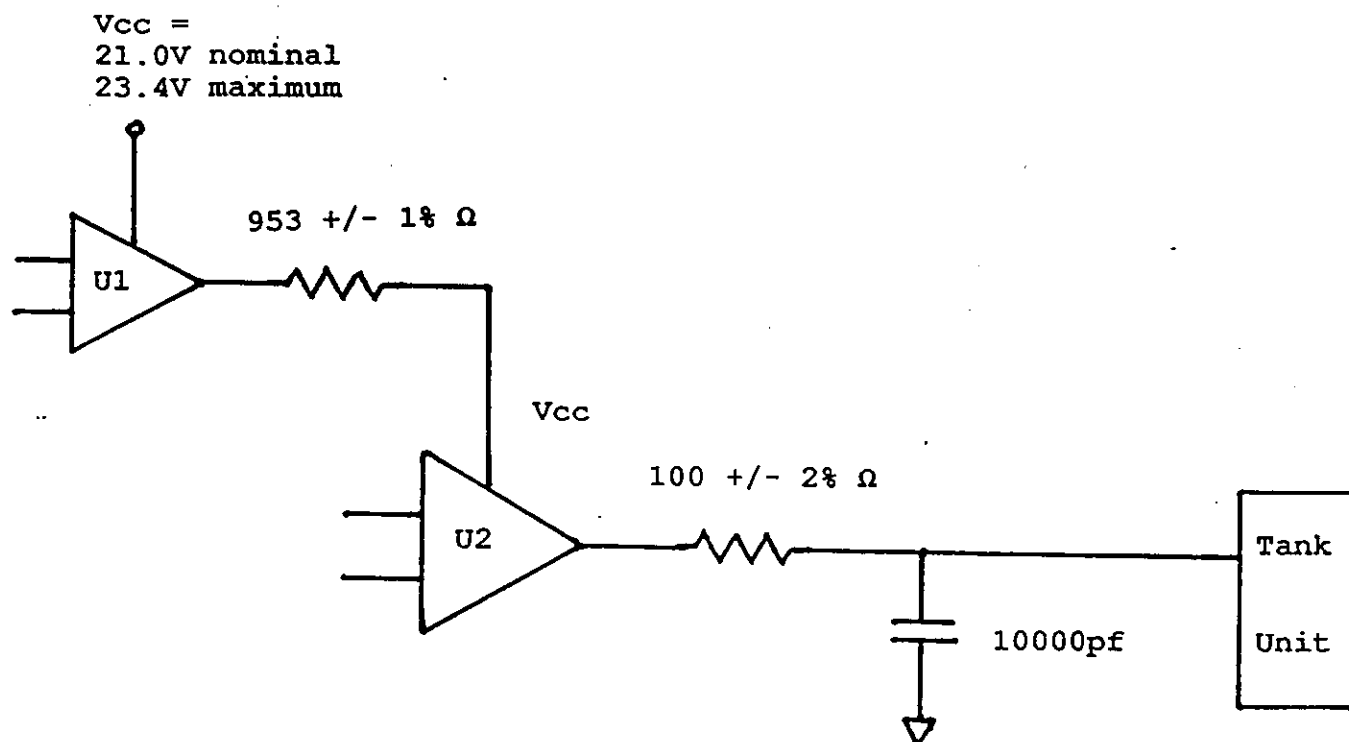 Vcc =
21.0V nominal
23.4V maximum
953 +/- 1% Ω
U1
Vcc
100 +/- 2% Ω
U2
Tank
Unit
10000pf